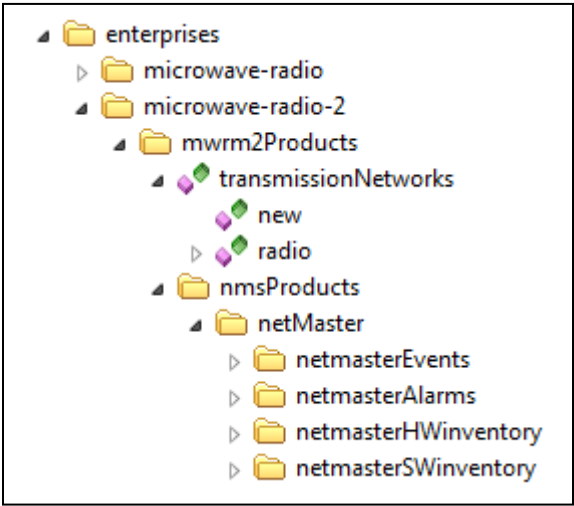 enterprises
microwave-radio
microwave-radio-2
mwrm2Products
transmissionNetworks
new
radio
nmsProducts
netMaster
netmasterEvents
netmasterAlarms
netmasterHWinventory
netmasterSWinventory